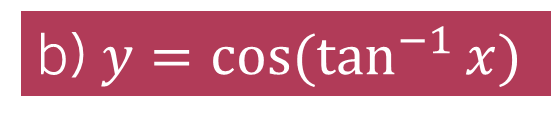 b) y = cos(tan⁻¹ x)